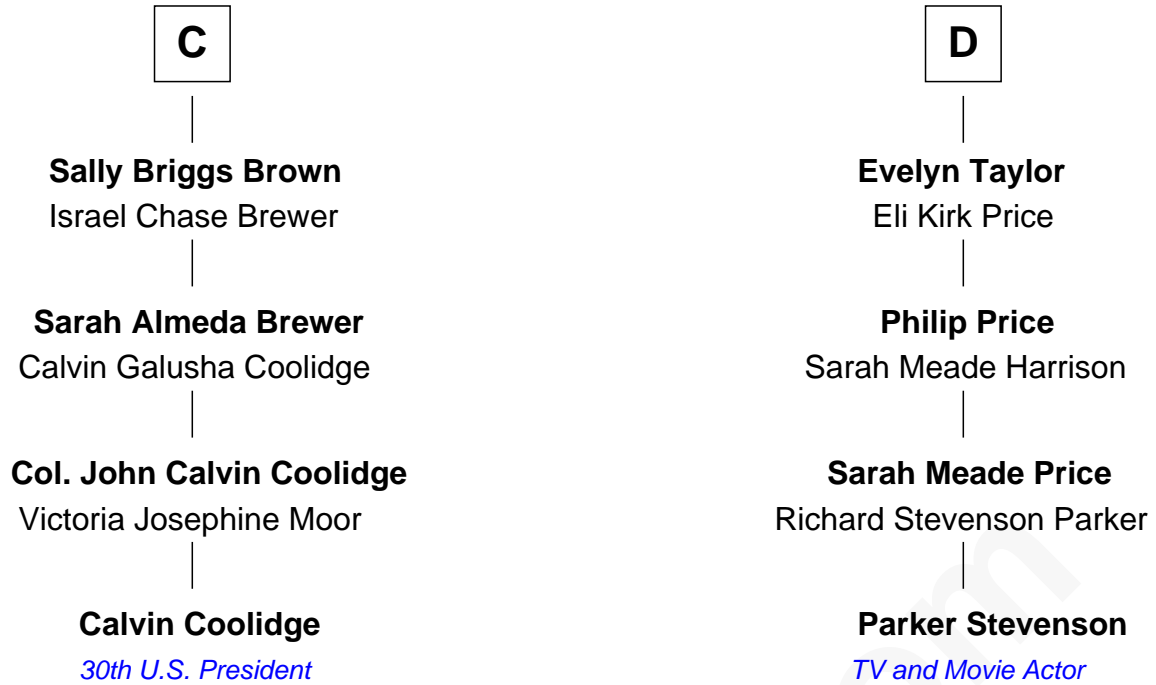 C
Sally Briggs Brown
Israel Chase Brewer
Sarah Almeda Brewer
Calvin Galusha Coolidge
Col. John Calvin Coolidge
Victoria Josephine Moor
Calvin Coolidge
30th U.S. President
D
Evelyn Taylor
Eli Kirk Price
Philip Price
Sarah Meade Harrison
Sarah Meade Price
Richard Stevenson Parker
Parker Stevenson
TV and Movie Actor
om